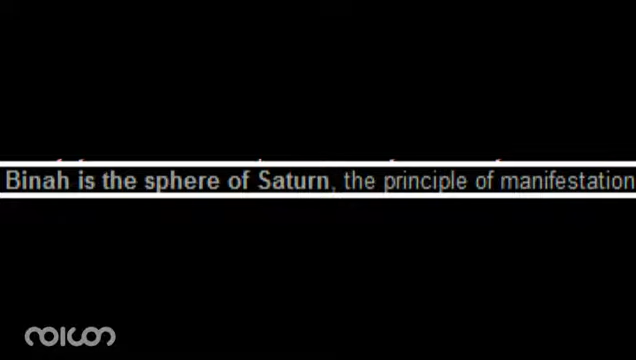 Binah is the sphere of Saturn, the principle of manifestation